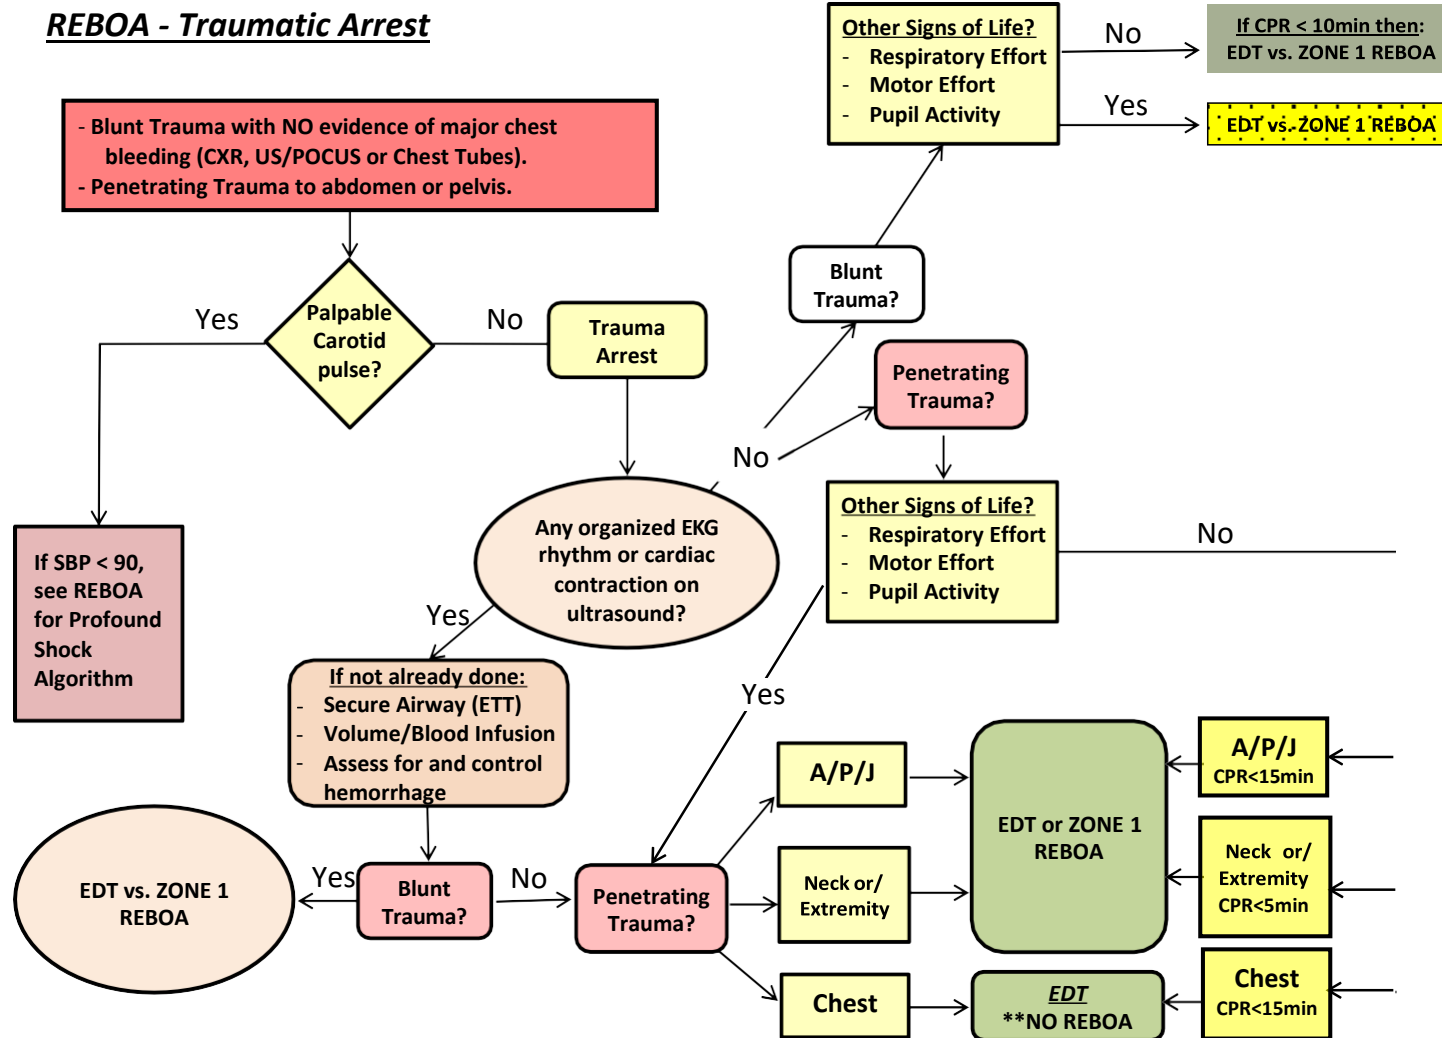 REBOA - Traumatic Arrest
- Blunt Trauma with NO evidence of major chest
bleeding (CXR, US/POCUS or Chest Tubes).
- Penetrating Trauma to abdomen or pelvis.
Yes
Palpable
Carotid
pulse?
No
Trauma
Arrest
If SBP < 90,
see REBOA
for Profound
Shock
Algorithm
Any organized EKG
rhythm or cardiac
contraction on
ultrasound?
No
Blunt
Trauma?
Other Signs of Life?
- Respiratory Effort
- Motor Effort
- Pupil Activity
No
If CPR < 10min then:
EDT vs. ZONE 1 REBOA
Yes
EDT vs. ZONE 1 REBOA
Penetrating
Trauma?
Other Signs of Life?
- Respiratory Effort
- Motor Effort
- Pupil Activity
No
Yes
Yes
If not already done:
- Secure Airway (ETT)
- Volume/Blood Infusion
- Assess for and control
hemorrhage
Blunt
Trauma?
Yes
EDT vs. ZONE 1
REBOA
No
Penetrating
Trauma?
A/P/J
Neck or/
Extremity
Chest
EDT or ZONE 1
REBOA
EDT
**NO REBOA
A/P/J
CPR<15min
Neck or/
Extremity
CPR<5min
Chest
CPR<15min